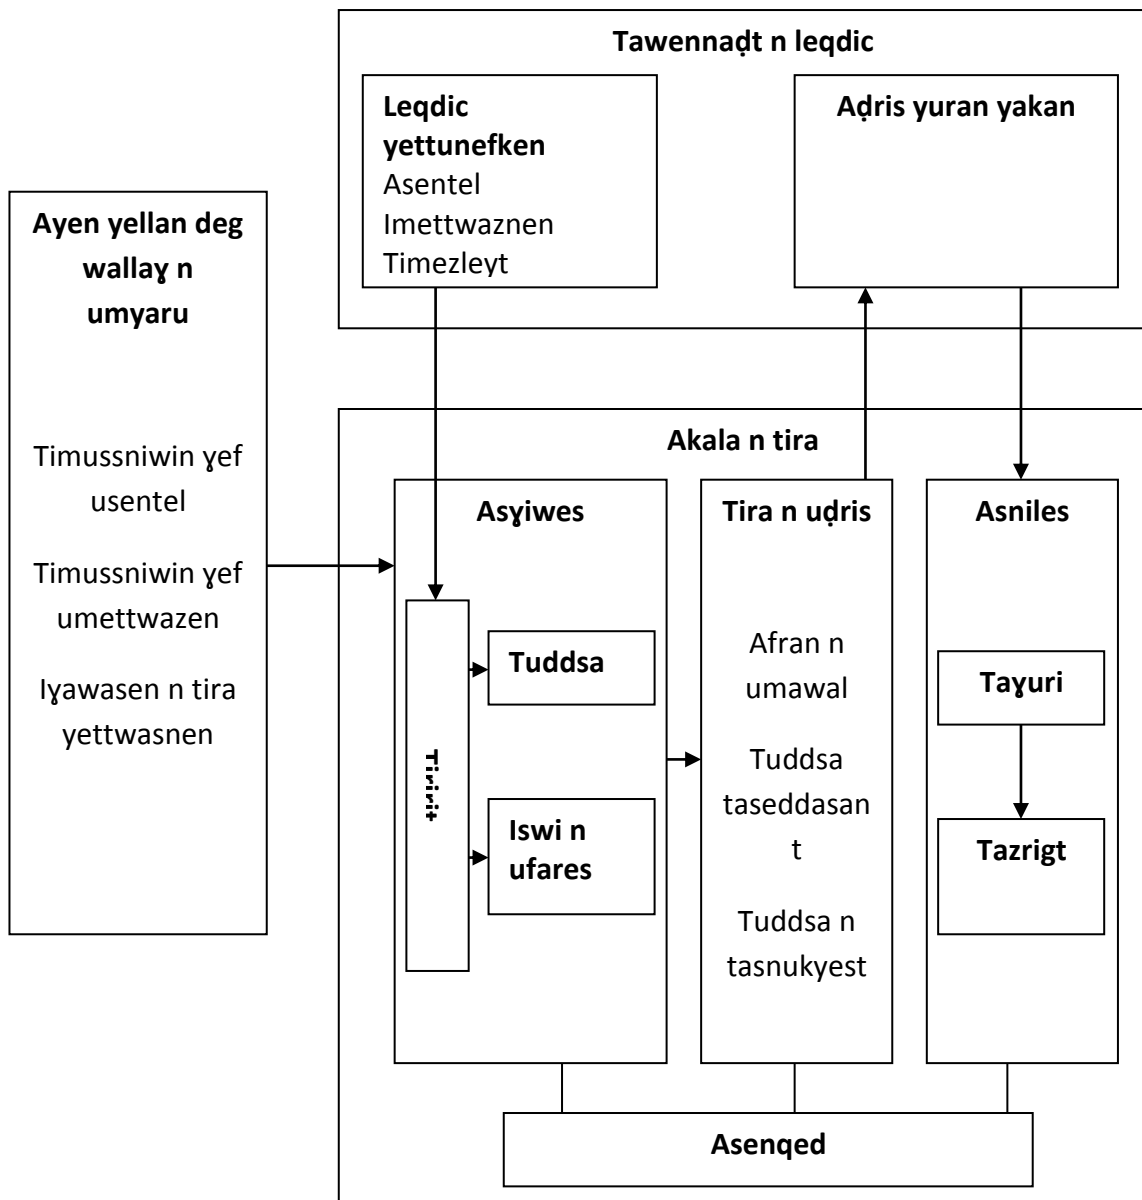 Tawennaḍt n leqdic
Leqdic
yettunefken
Asentel
Imettwaznen
Timezleyt
Aḍris yuran yakan
Ayen yellan deg
wallaɣ n
umyaru
Timussniwin ɣef
usentel
Timussniwin ɣef
umettwazen
Iɣawasen n tira
yettwasnen
Akala n tira
Asɣiwes
Tuddsa
Iswi n
ufares
Tira n uḍris
Afran n
umawal
Tuddsa
taseddasan
t
Tuddsa n
tasnukyest
Asniles
Taɣuri
Tazrigt
Asenqed